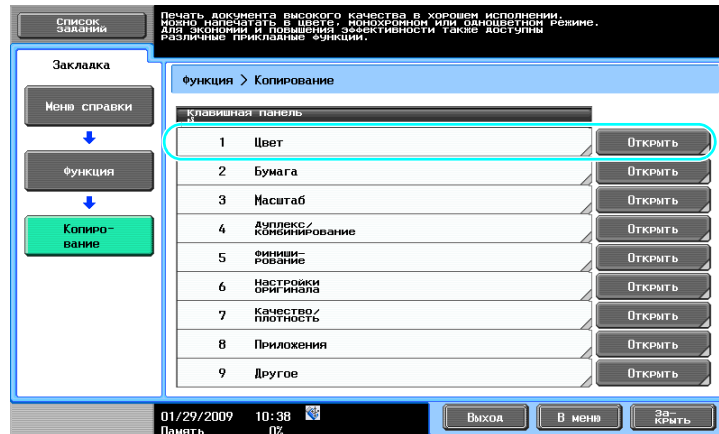 Список
заданий
Печать документа высокого качества в хорошем исполнении.
Можно напечатать в цвете, монохромном или одноцветном режиме.
Для экономии и повышения эффективности также доступны
различные прикладные функции.
Закладка
Меню справки
Функция
Копиро-
вание
Функция > Копирование
Клавишная панель
1 Цвет Открыть
2 Бумага Открыть
3 Масштаб Открыть
4 Дуплекс/
комбинирование Открыть
5 Финиши-
рование Открыть
6 Настройки
оригинала Открыть
7 Качество/
плотность Открыть
8 Приложения Открыть
9 Другое Открыть
01/29/2009 10:38
Память 0%
Выход
В меню
За-
крыть